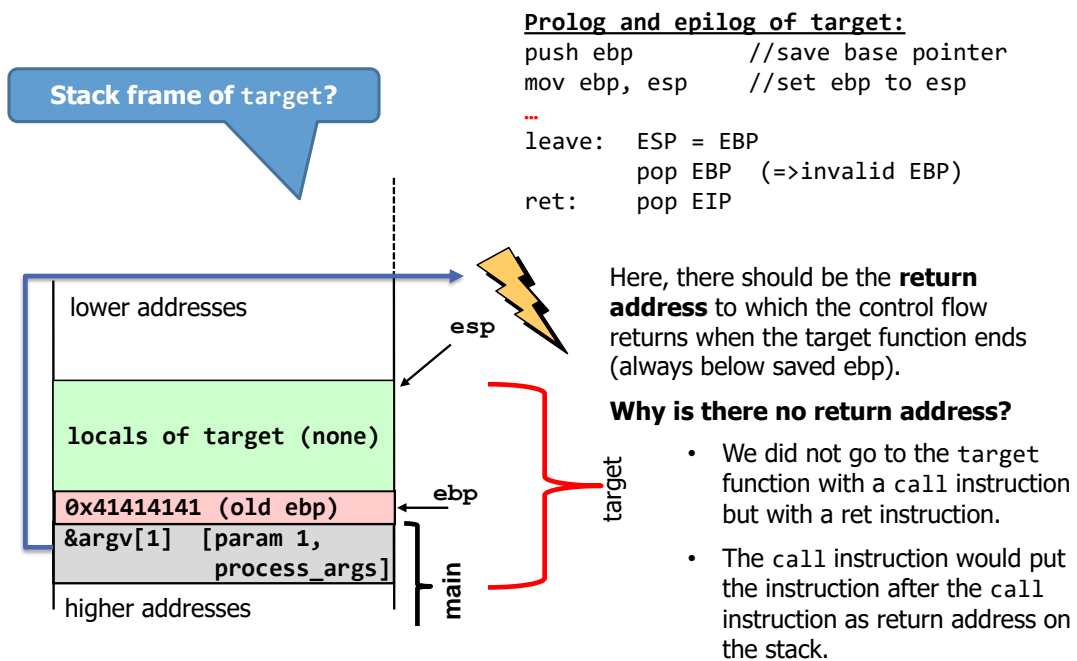 Prolog and epilog of target:
push ebp //save base pointer
mov ebp, esp //set ebp to esp
…
leave: ESP = EBP
pop EBP (=>invalid EBP)
ret: pop EIP
Stack frame of target?
lower addresses
esp
locals of target (none)
0x41414141 (old ebp)
ebp
&argv[1] [param 1,
process_args]
higher addresses
main
target
Here, there should be the return
address to which the control flow
returns when the target function ends
(always below saved ebp).
Why is there no return address?
• We did not go to the target
function with a call instruction
but with a ret instruction.
• The call instruction would put
the instruction after the call
instruction as return address on
the stack.